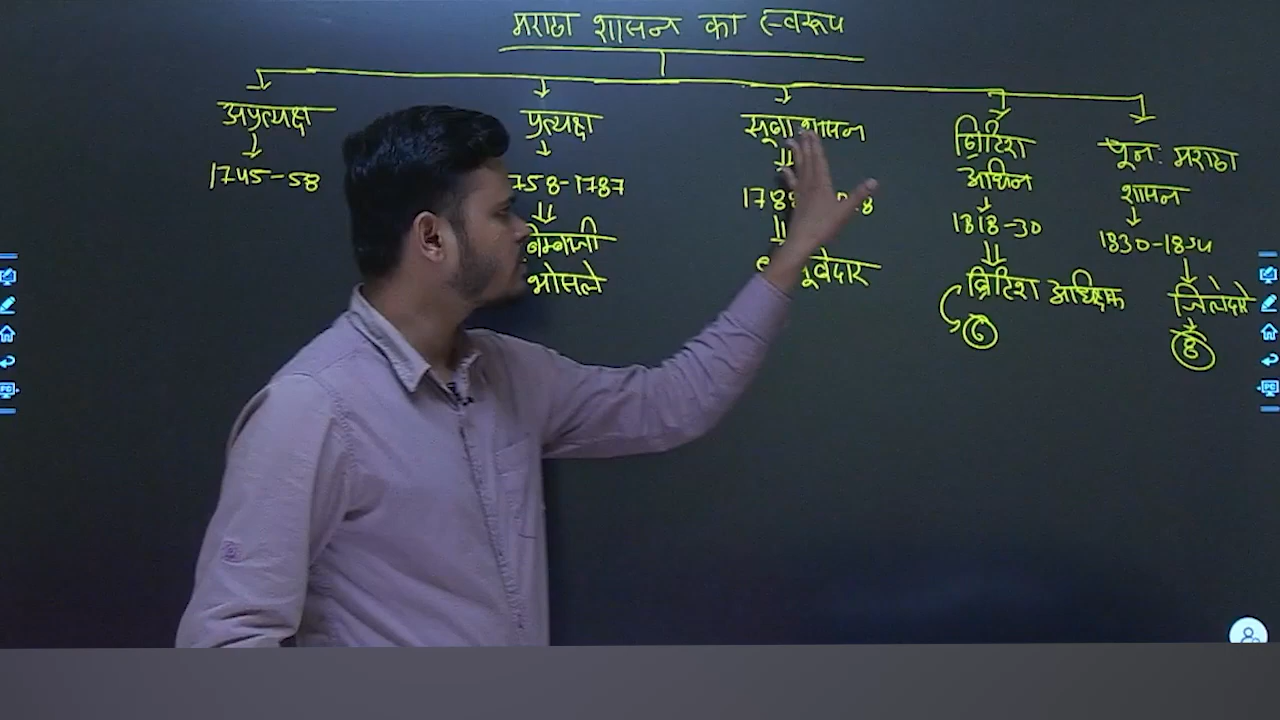 मराठा शासन का स्वरूप
अप्रत्यक्ष
1745-58
प्रत्यक्ष
758-1787
बिम्बाजी
भोसले
सूबा शासन
178
8
वेदार
ब्रिटिश
अधिन
1818-30
ब्रिटिश अधिक्षक
पुनः मराठा
शासन
1830-1854
जिलेदार